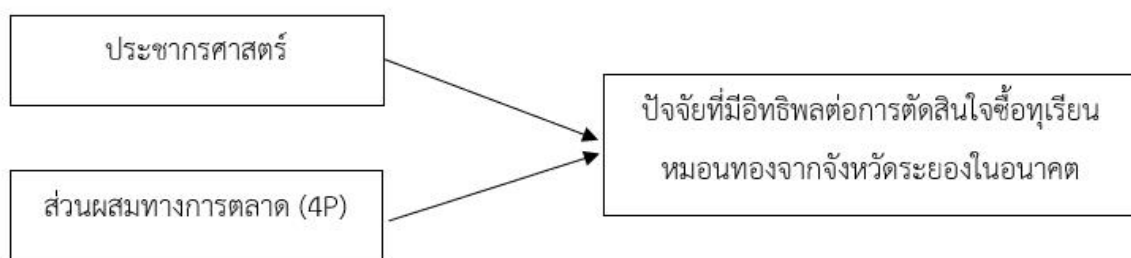 ประชากรศาสตร์
ปัจจัยที่มีอิทธิพลต่อการตัดสินใจซื้อทุเรียน
หมอนทองจากจังหวัดระยองในอนาคต
ส่วนผสมทางการตลาด (4P)